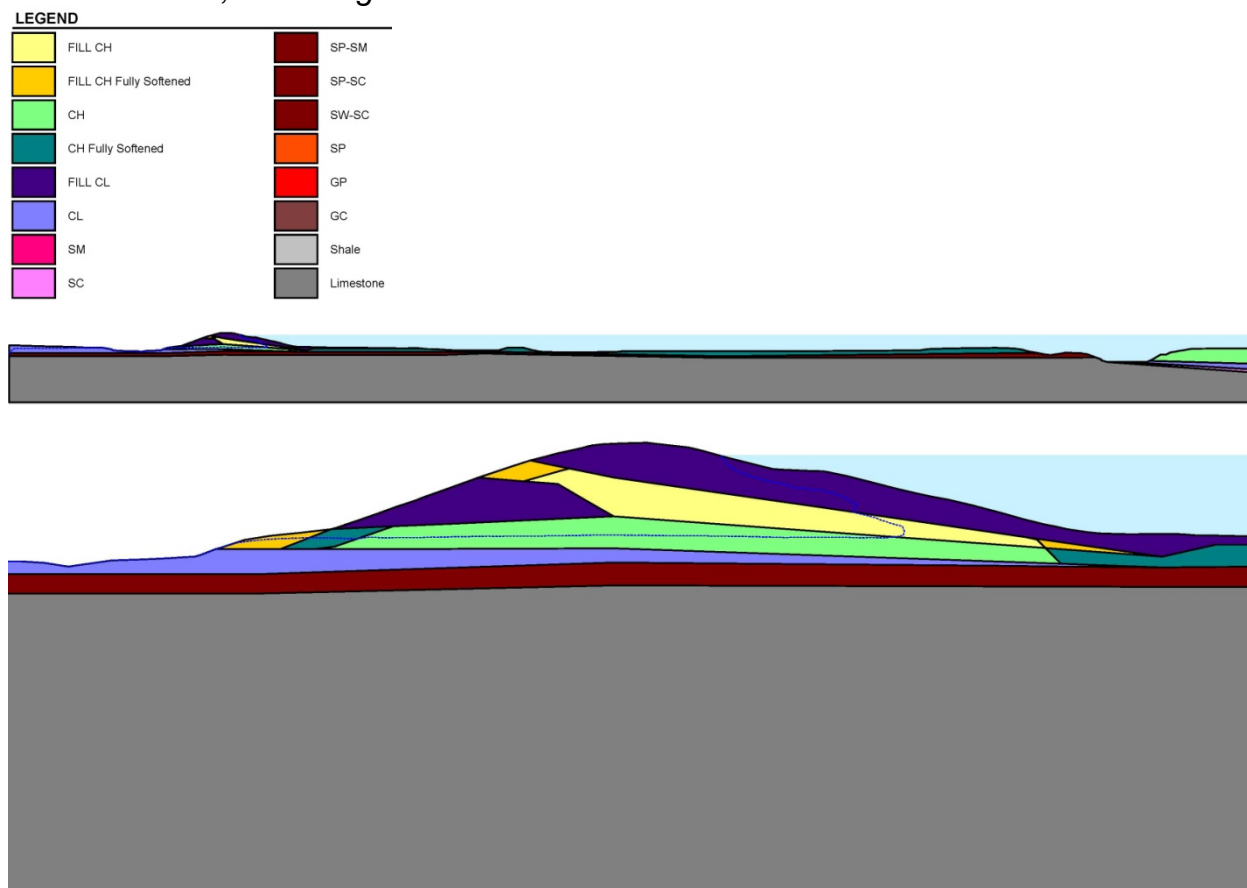 LEGEND
FILL CH
FILL CH Fully Softened
CH
CH Fully Softened
FILL CL
CL
SM
SC
SP-SM
SP-SC
SW-SC
SP
GP
GC
Shale
Limestone